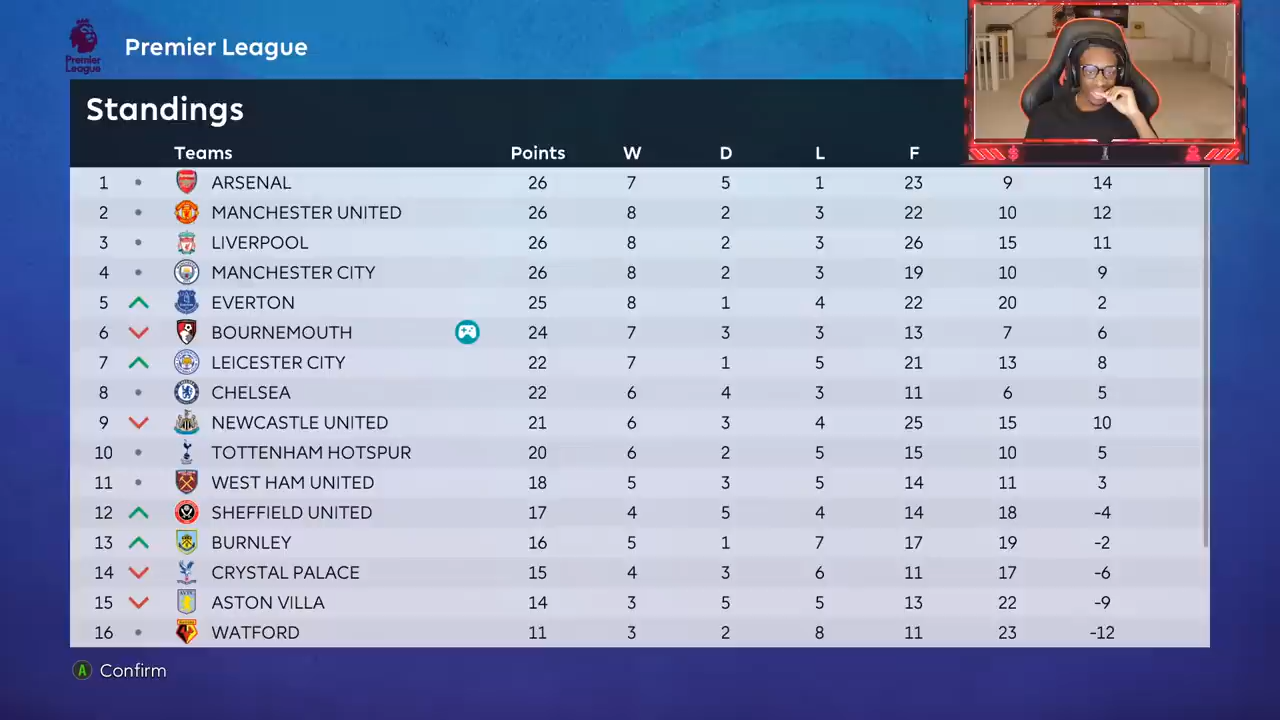 Premier League
Premier League
Standings
Teams Points W D L F
1 ARSENAL 26 7 5 1 23 9 14
2 MANCHESTER UNITED 26 8 2 3 22 10 12
3 LIVERPOOL 26 8 2 3 26 15 11
4 MANCHESTER CITY 26 8 2 3 19 10 9
5 EVERTON 25 8 1 4 22 20 2
6 BOURNEMOUTH 24 7 3 3 13 7 6
7 LEICESTER CITY 22 7 1 5 21 13 8
8 CHELSEA 22 6 4 3 11 6 5
9 NEWCASTLE UNITED 21 6 3 4 25 15 10
10 TOTTENHAM HOTSPUR 20 6 2 5 15 10 5
11 WEST HAM UNITED 18 5 3 5 14 11 3
12 SHEFFIELD UNITED 17 4 5 4 14 18 -4
13 BURNLEY 16 5 1 7 17 19 -2
14 CRYSTAL PALACE 15 4 3 6 11 17 -6
15 ASTON VILLA 14 3 5 5 13 22 -9
16 WATFORD 11 3 2 8 11 23 -12
A Confirm